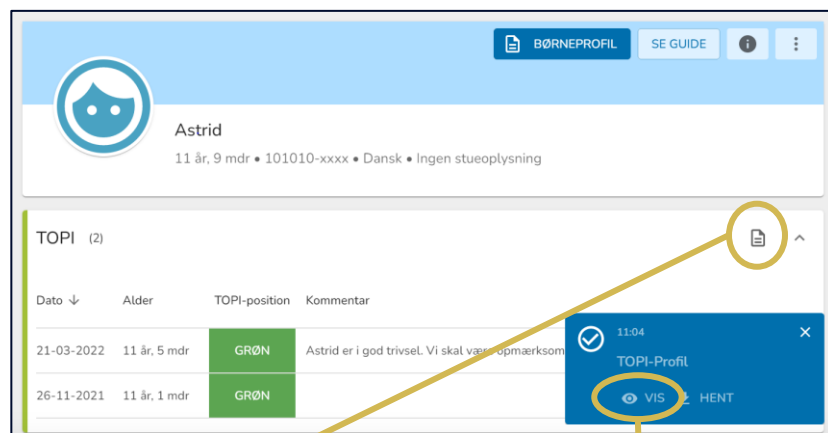 BØRNEPROFIL SE GUIDE
Astrid
11 år, 9 mdr • 101010-xxxx • Dansk • Ingen stueoplysning
TOPI (2)
Dato Alder TOPI-position Kommentar
21-03-2022 11 år, 5 mdr GRØN Astrid er i god trivsel. Vi skal være opmærksom
26-11-2021 11 år, 1 mdr GRØN
11:04
TOPI-Profil
VIS HENT